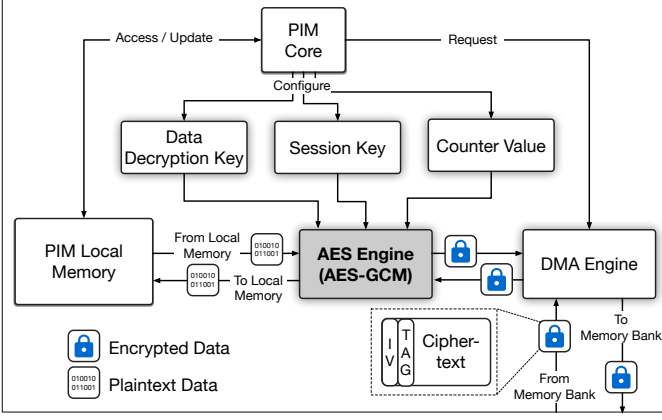 PIM
Core
Access / Update
Request
Configure
Data
Decryption Key
Session Key
Counter Value
PIM Local
Memory
From Local
Memory
010010
011001
010010
011001
To Local
Memory
AES Engine
(AES-GCM)
DMA Engine
IV
TAG
Cipher-
text
To
Memory Bank
From
Memory Bank
Encrypted Data
010010
011001
Plaintext Data